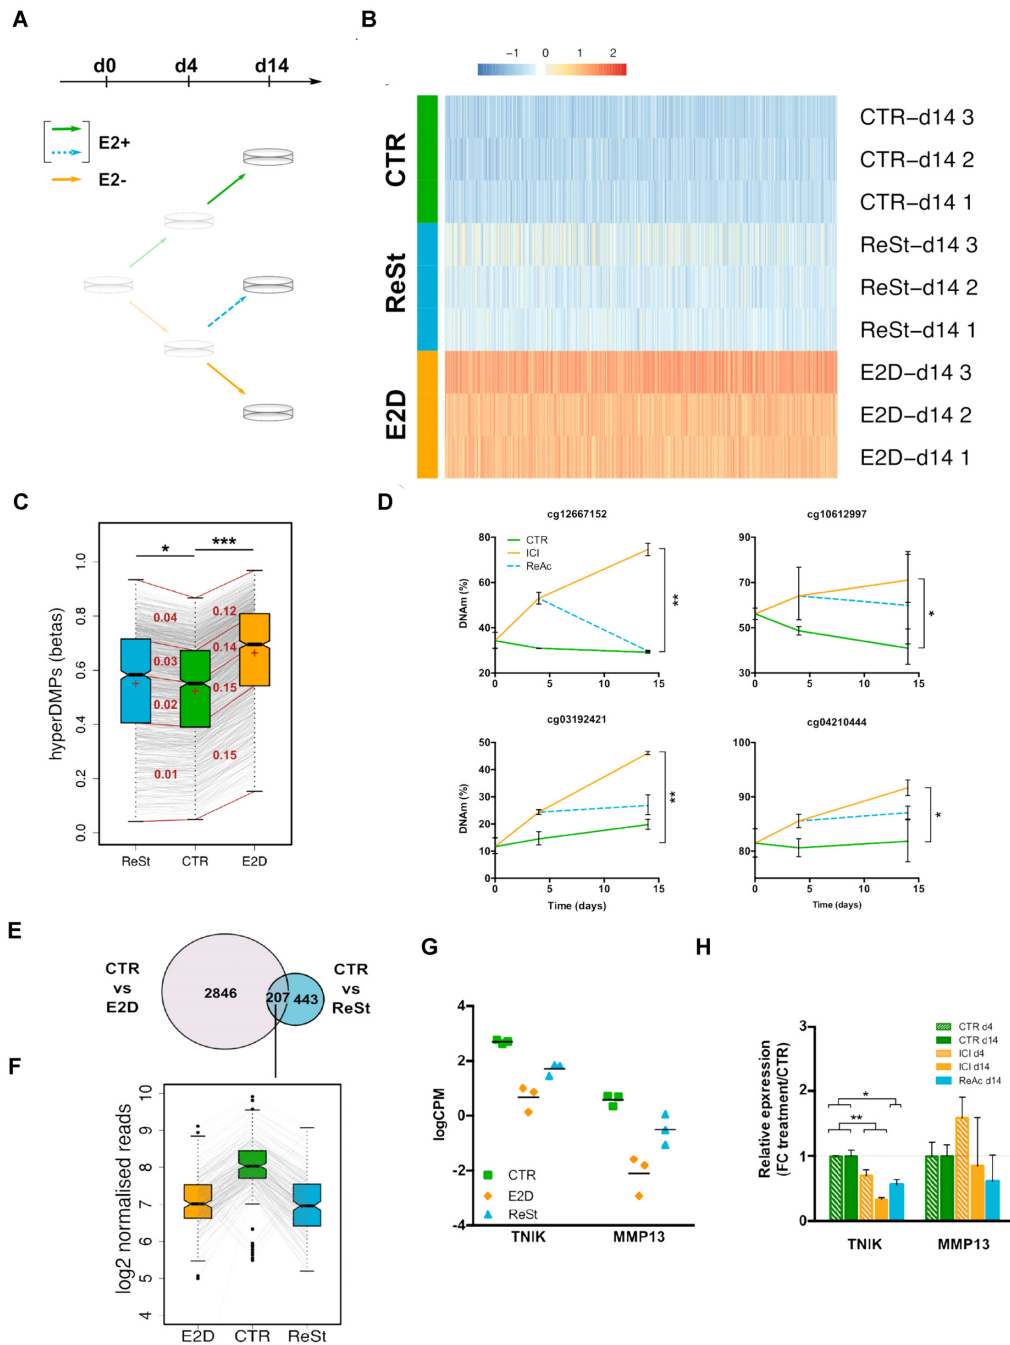 A
d0 d4 d14
E2+
E2-
B
−1 0 1 2
CTR
ReSt
E2D
CTR−d14 3
CTR−d14 2
CTR−d14 1
ReSt−d14 3
ReSt−d14 2
ReSt−d14 1
E2D−d14 3
E2D−d14 2
E2D−d14 1
C
hyperDMPs (betas)
1.0
0.8
0.6
0.4
0.2
0.0
* ***
0.04 0.12
0.03 0.14
0.02 0.15
0.01 0.15
ReSt CTR E2D
D
cg12667152
CTR
ICI
ReAc
DNAm (%)
80
60
40
20
0 5 10 15
**
cg10612997
90
70
50
30
0 5 10 15
*
cg03192421
DNAm (%)
50
40
30
20
10
0
0 5 10 15
Time (days)
**
cg04210444
100
90
80
0 5 10 15
Time (days)
*
E
CTR
vs
E2D
2846 207 443
CTR
vs
ReSt
F
log2 normalised reads
10
9
8
7
6
5
4
E2D CTR ReSt
G
logCPM
4
2
0
-2
-4
CTR
E2D
ReSt
TNIK MMP13
H
Relative epxression
(FC treatment/CTR)
3
2
1
0
CTR d4
CTR d14
ICI d4
ICI d14
ReAc d14
*
**
TNIK MMP13